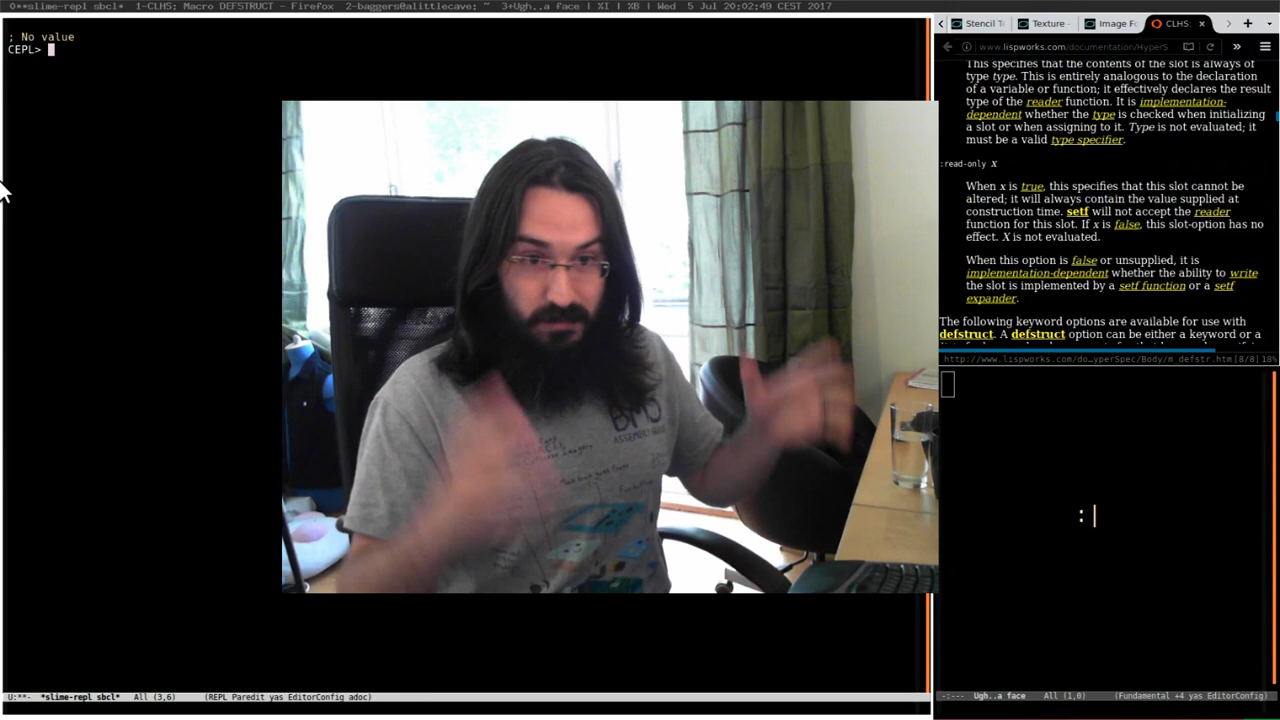 0**slime-repl sbcl* 1-CLHS: Macro DEFSTRUCT - Firefox 2-baggers@alittlecave: ~ 3+Ugh..a face | %I | %B | Wed 5 Jul 20:02:49 CEST 2017
; No value
CEPL>
U:**- *slime-repl sbcl* All (3,6) (REPL Paredit yas EditorConfig adoc)
Stencil Te
Texture -
Image Fo
CLHS:
www.lispworks.com/documentation/HyperS
This specifies that the contents of the slot is always of
type type. This is entirely analogous to the declaration
of a variable or function; it effectively declares the result
type of the reader function. It is implementation-
dependent whether the type is checked when initializing
a slot or when assigning to it. Type is not evaluated; it
must be a valid type specifier.
:read-only x
When x is true, this specifies that this slot cannot be
altered; it will always contain the value supplied at
construction time. setf will not accept the reader
function for this slot. If x is false, this slot-option has no
effect. X is not evaluated.
When this option is false or unsupplied, it is
implementation-dependent whether the ability to write
the slot is implemented by a setf function or a setf
expander.
The following keyword options are available for use with
defstruct. A defstruct option can be either a keyword or a
http://www.lispworks.com/do…yperSpec/Body/m_defstr.htm[8/8]18%
:|
-:--- Ugh..a face All (1,0) (Fundamental +4 yas EditorConfig)
BMO
ASSEMBLY GUIDE